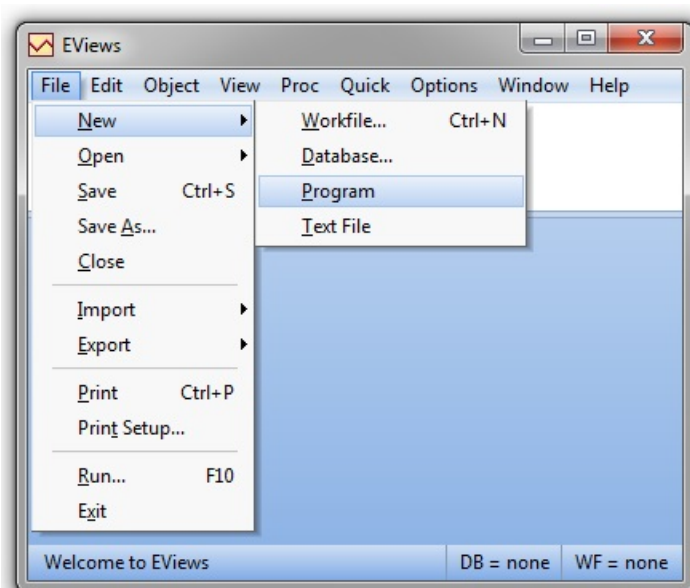 EViews
File Edit Object View Proc Quick Options Window Help
New
Open
Save Ctrl+S
Save As...
Close
Import
Export
Print Ctrl+P
Print Setup...
Run... F10
Exit
Workfile... Ctrl+N
Database...
Program
Text File
Welcome to EViews DB = none WF = none